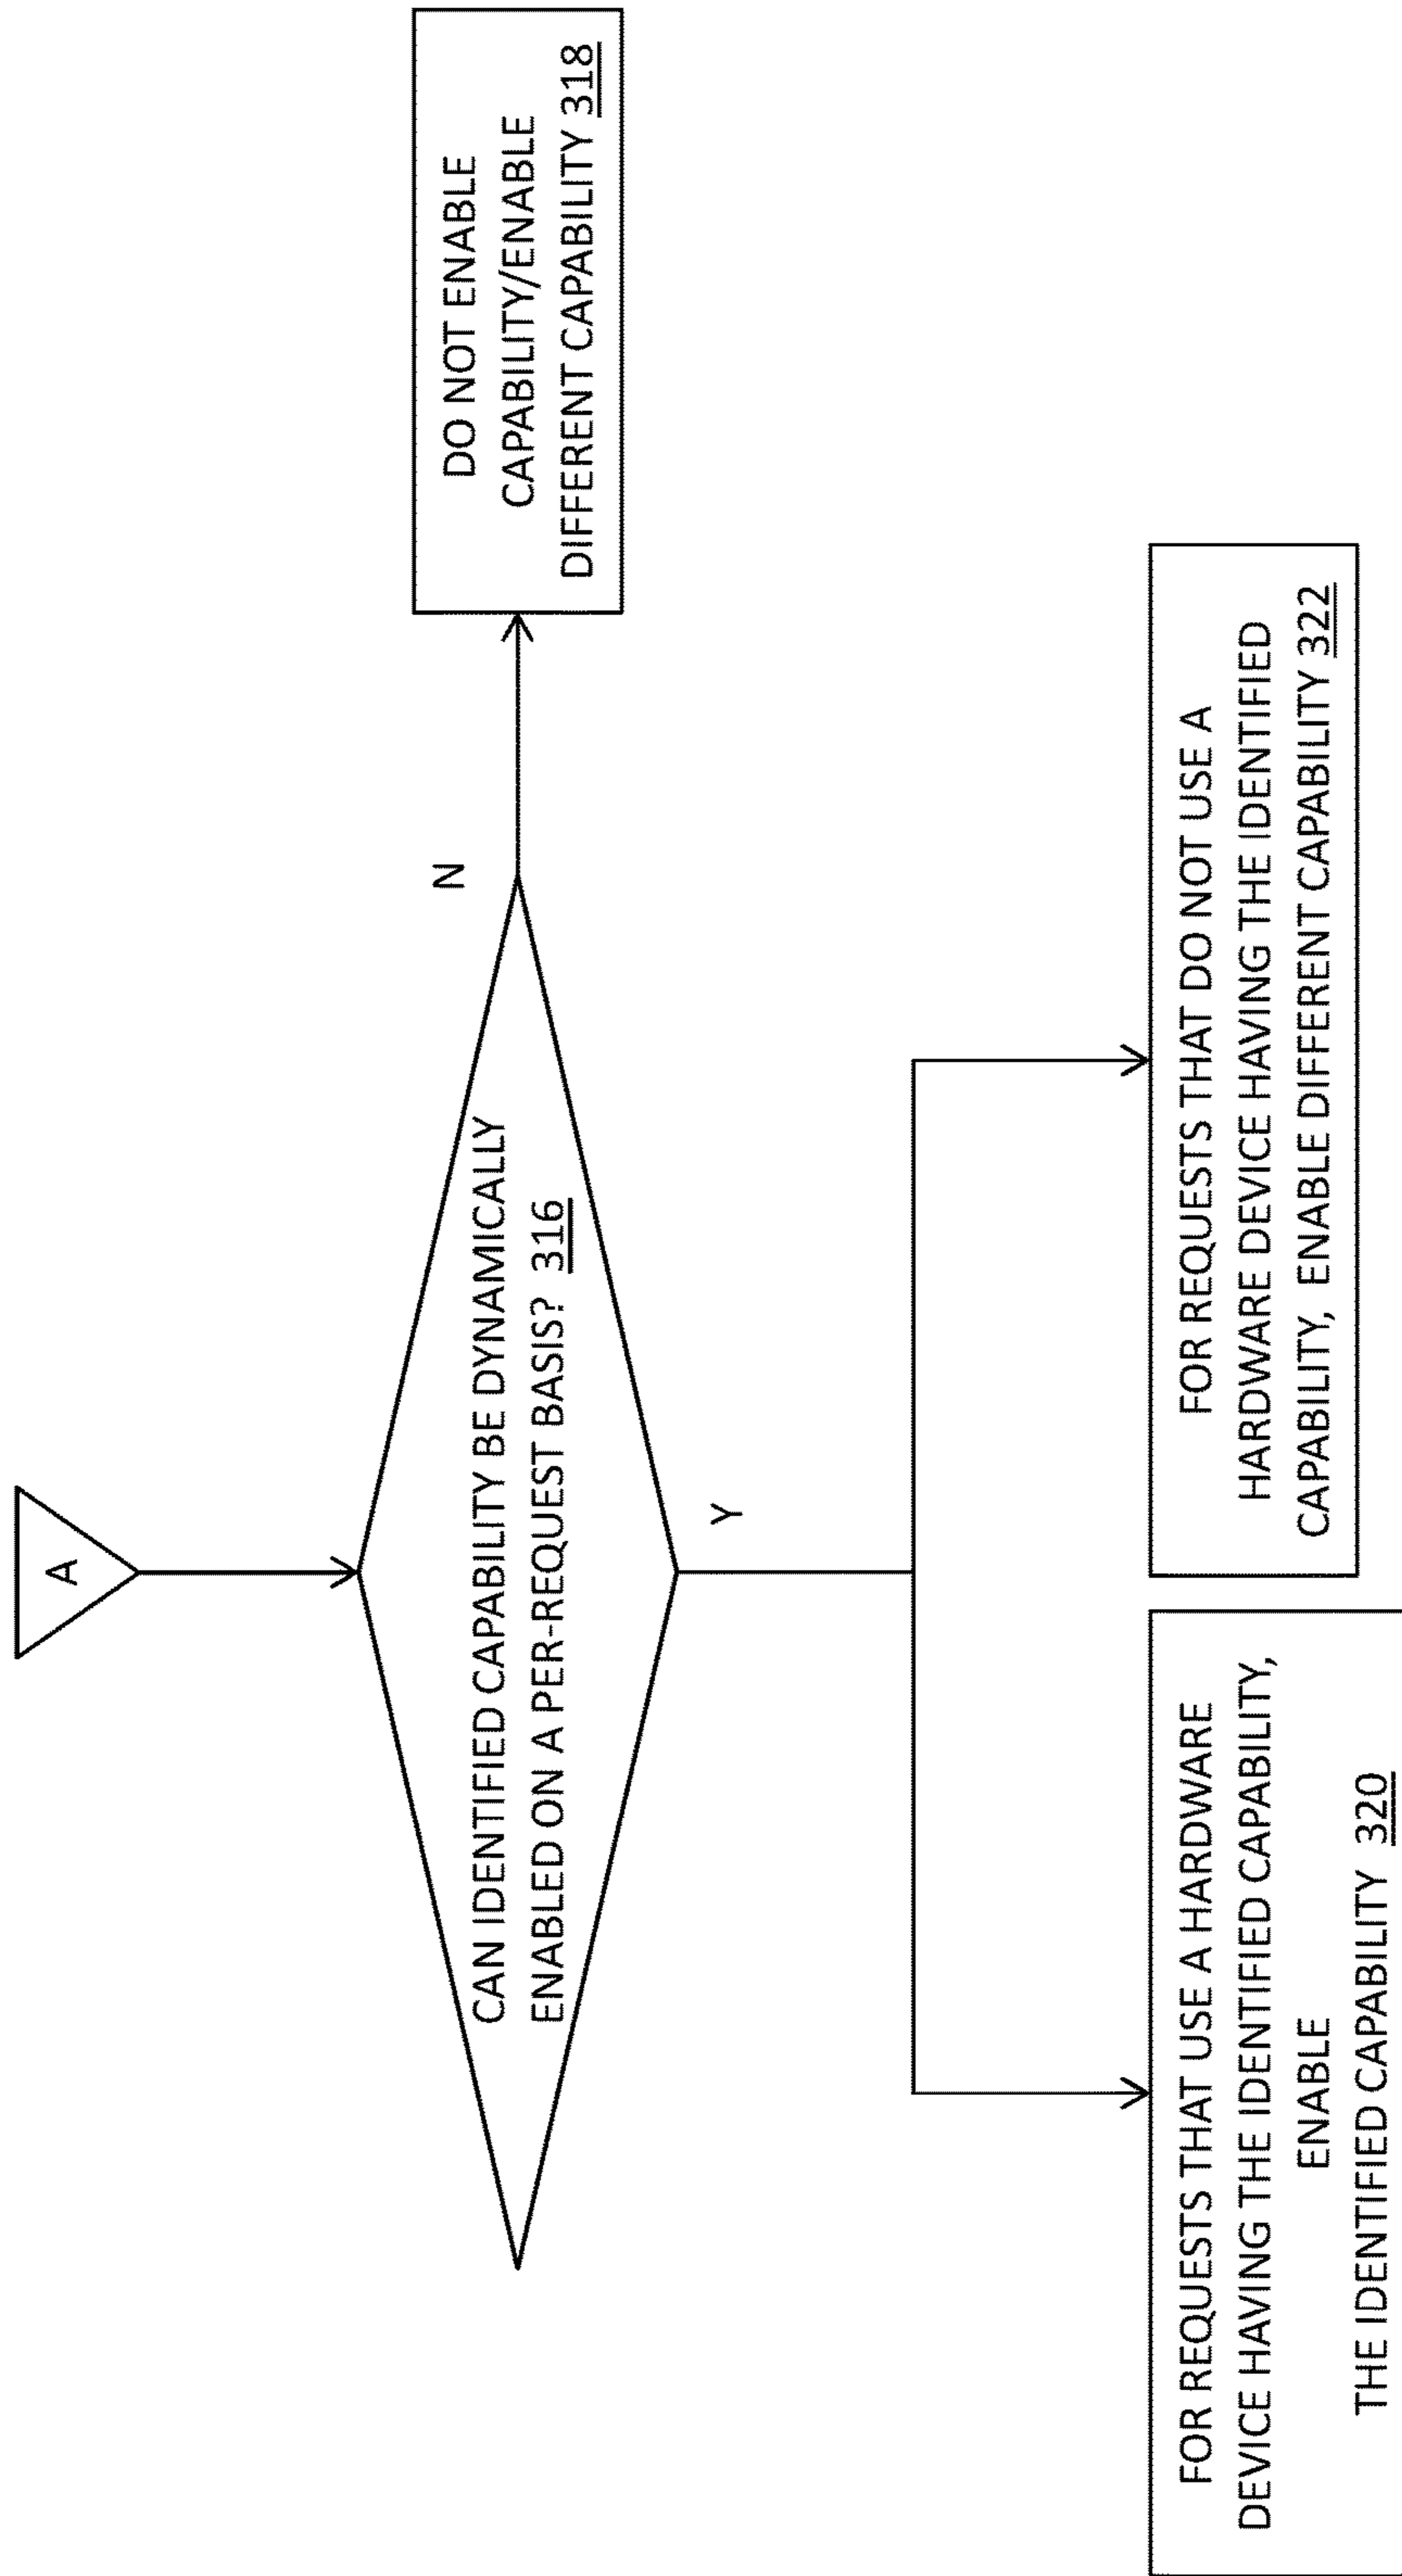 A
CAN IDENTIFIED CAPABILITY BE DYNAMICALLY
ENABLED ON A PER-REQUEST BASIS? 316
N
DO NOT ENABLE
CAPABILITY/ENABLE
DIFFERENT CAPABILITY 318
Y
FOR REQUESTS THAT USE A HARDWARE
DEVICE HAVING THE IDENTIFIED CAPABILITY,
ENABLE
THE IDENTIFIED CAPABILITY 320
FOR REQUESTS THAT DO NOT USE A
HARDWARE DEVICE HAVING THE IDENTIFIED
CAPABILITY, ENABLE DIFFERENT CAPABILITY 322